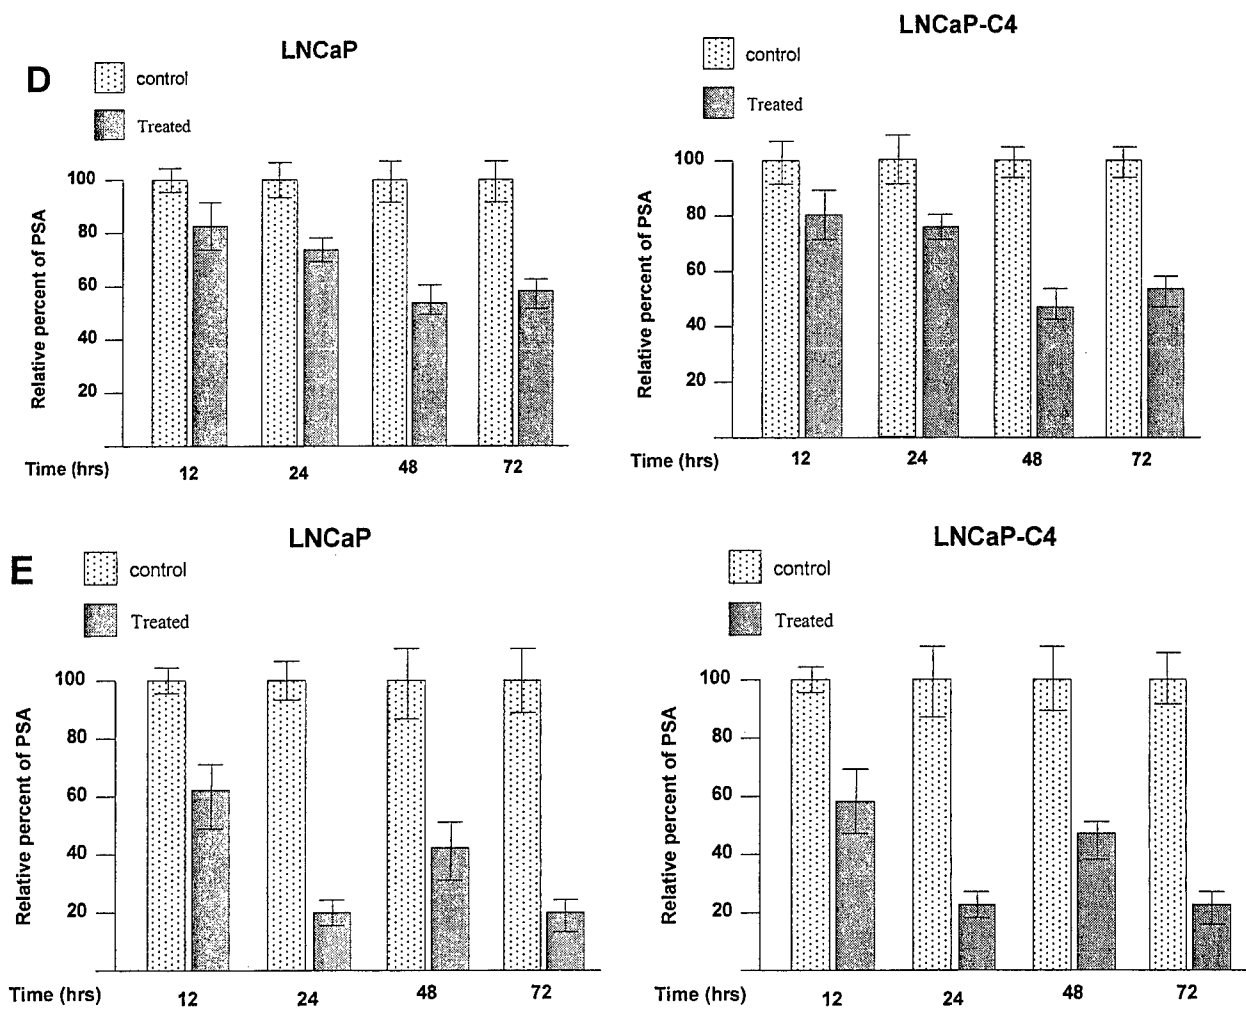 D
LNCaP
control
Treated
100
80
60
40
20
Relative percent of PSA
Time (hrs)
12
24
48
72
LNCaP-C4
control
Treated
100
80
60
40
20
Relative percent of PSA
Time (hrs)
12
24
48
72
E
LNCaP
control
Treated
100
80
60
40
20
Relative percent of PSA
Time (hrs)
12
24
48
72
LNCaP-C4
control
Treated
100
80
60
40
20
Relative percent of PSA
Time (hrs)
12
24
48
72